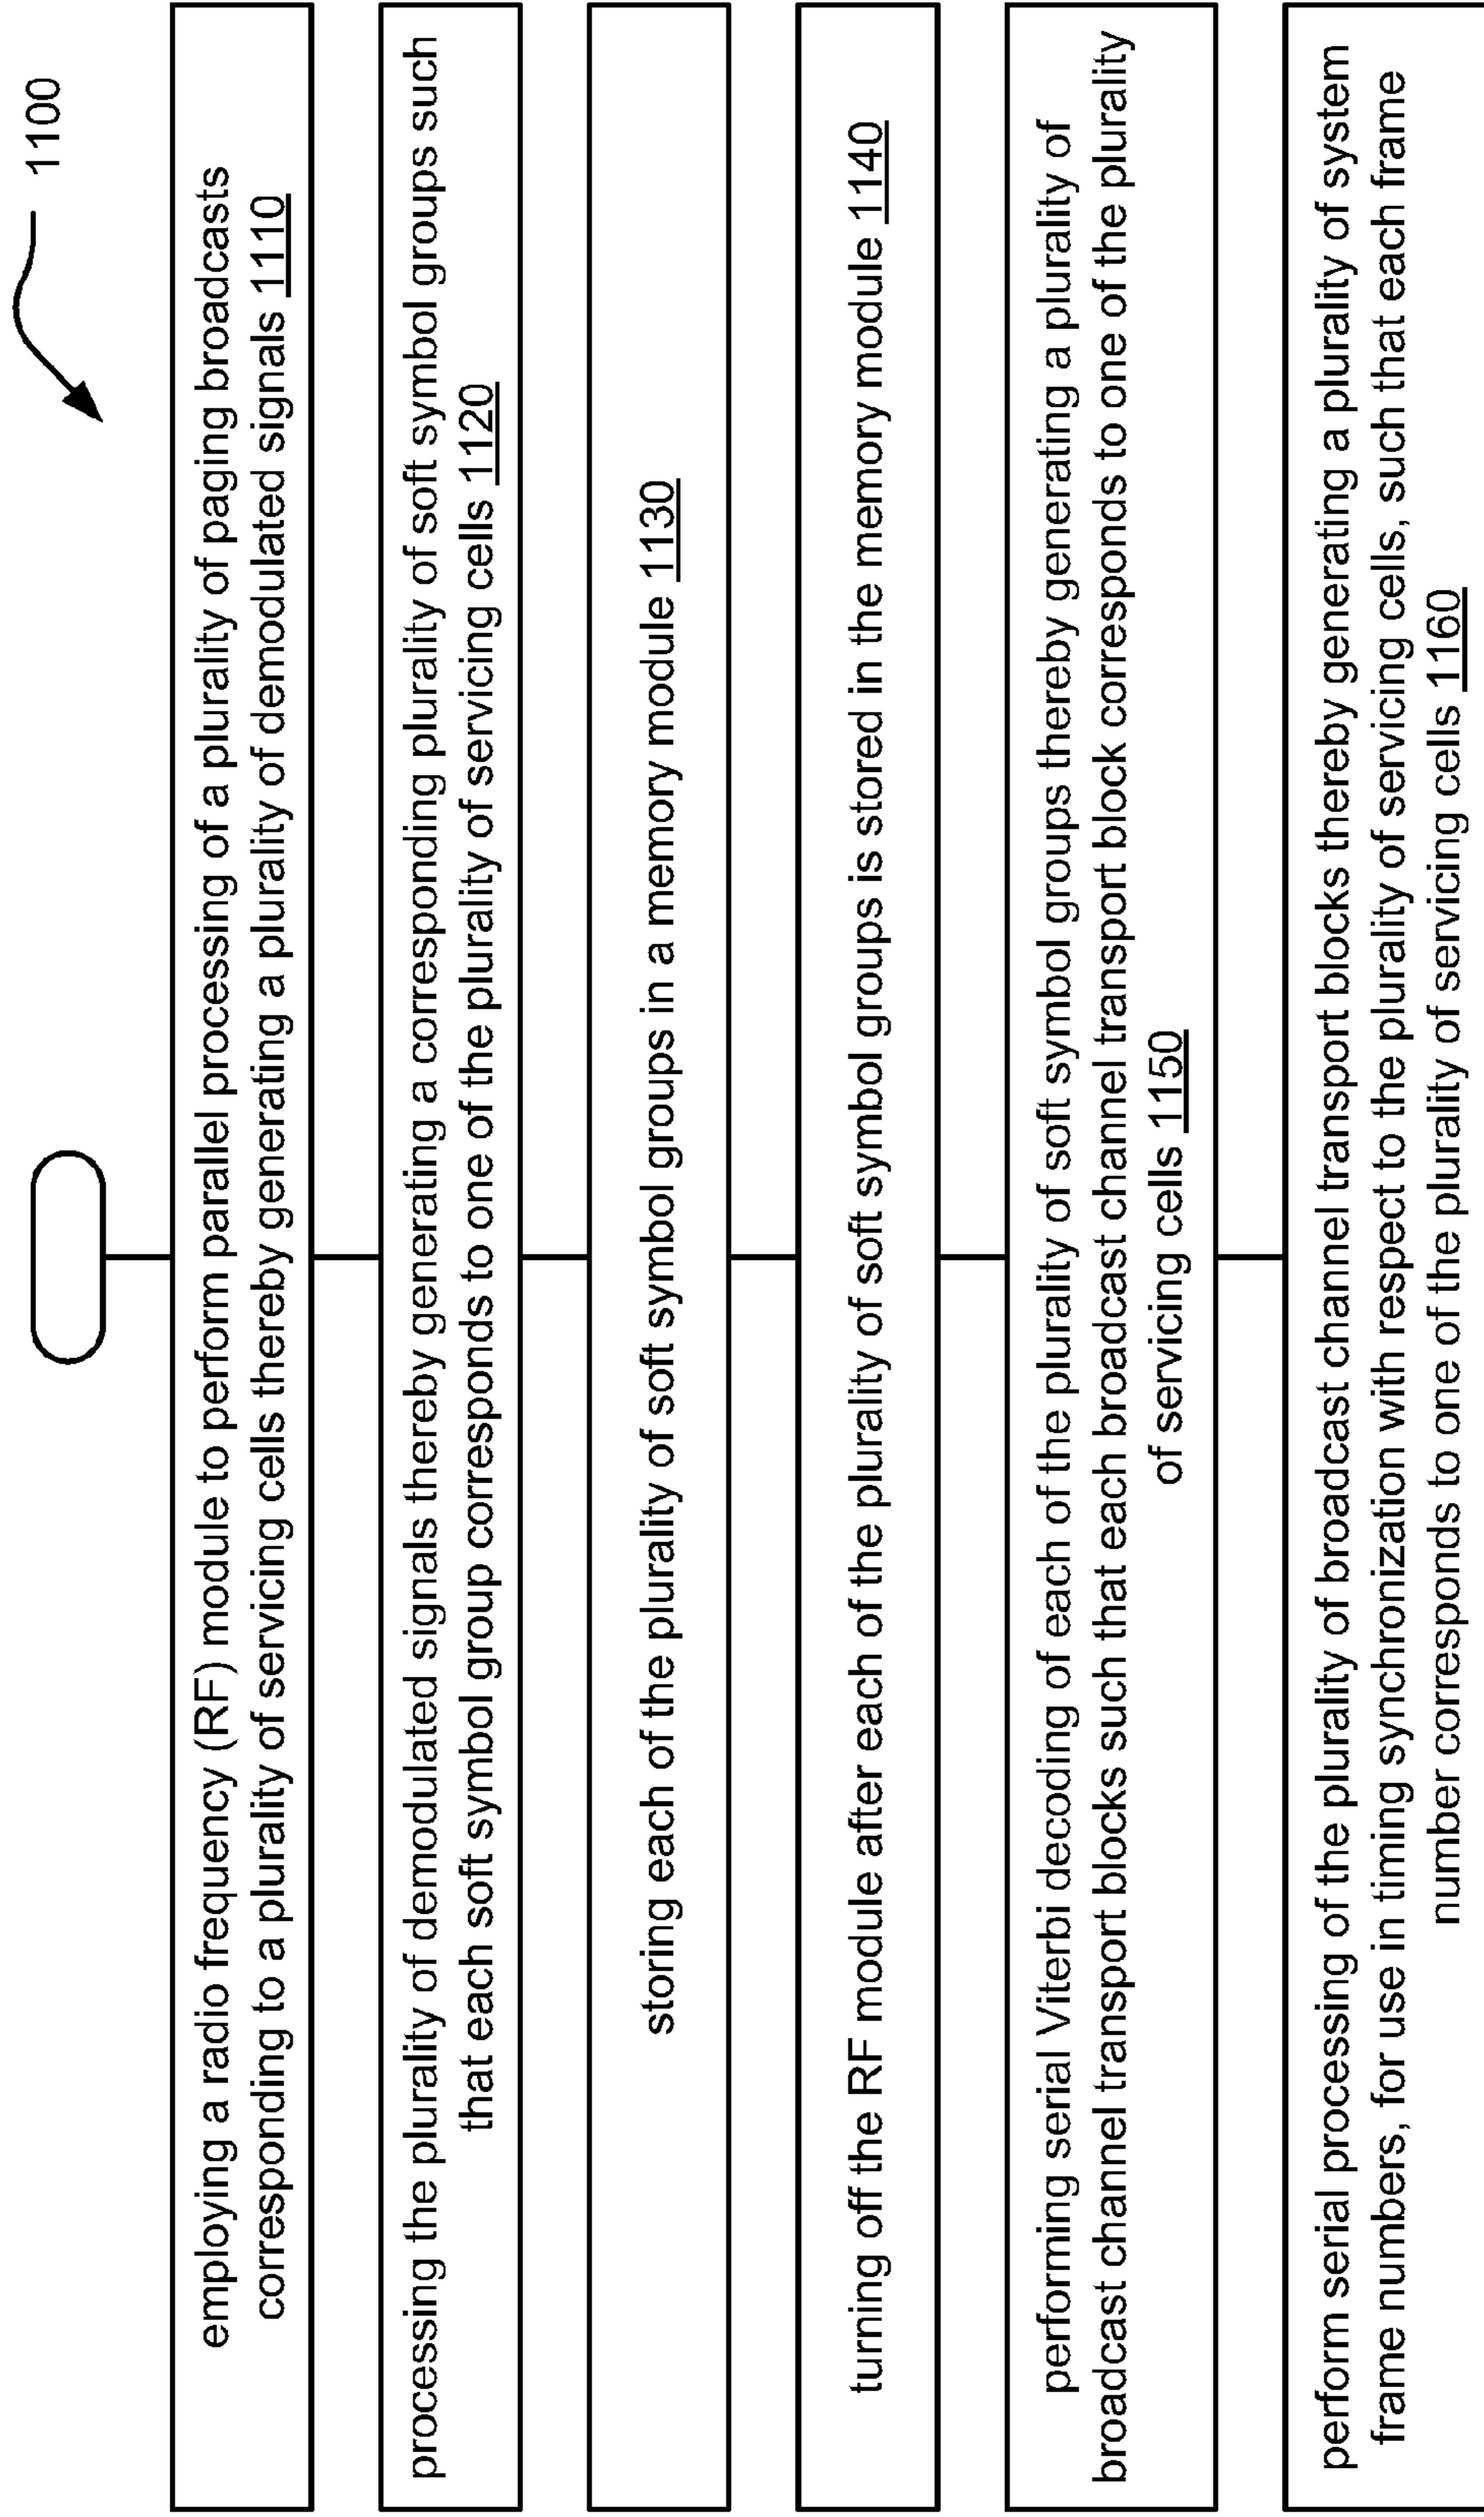 1100
employing a radio frequency (RF) module to perform parallel processing of a plurality of paging broadcasts
corresponding to a plurality of servicing cells thereby generating a plurality of demodulated signals 1110
processing the plurality of demodulated signals thereby generating a corresponding plurality of soft symbol groups such
that each soft symbol group corresponds to one of the plurality of servicing cells 1120
storing each of the plurality of soft symbol groups in a memory module 1130
turning off the RF module after each of the plurality of soft symbol groups is stored in the memory module 1140
performing serial Viterbi decoding of each of the plurality of soft symbol groups thereby generating a plurality of
broadcast channel transport blocks such that each broadcast channel transport block corresponds to one of the plurality
of servicing cells 1150
perform serial processing of the plurality of broadcast channel transport blocks thereby generating a plurality of system
frame numbers, for use in timing synchronization with respect to the plurality of servicing cells, such that each frame
number corresponds to one of the plurality of servicing cells 1160